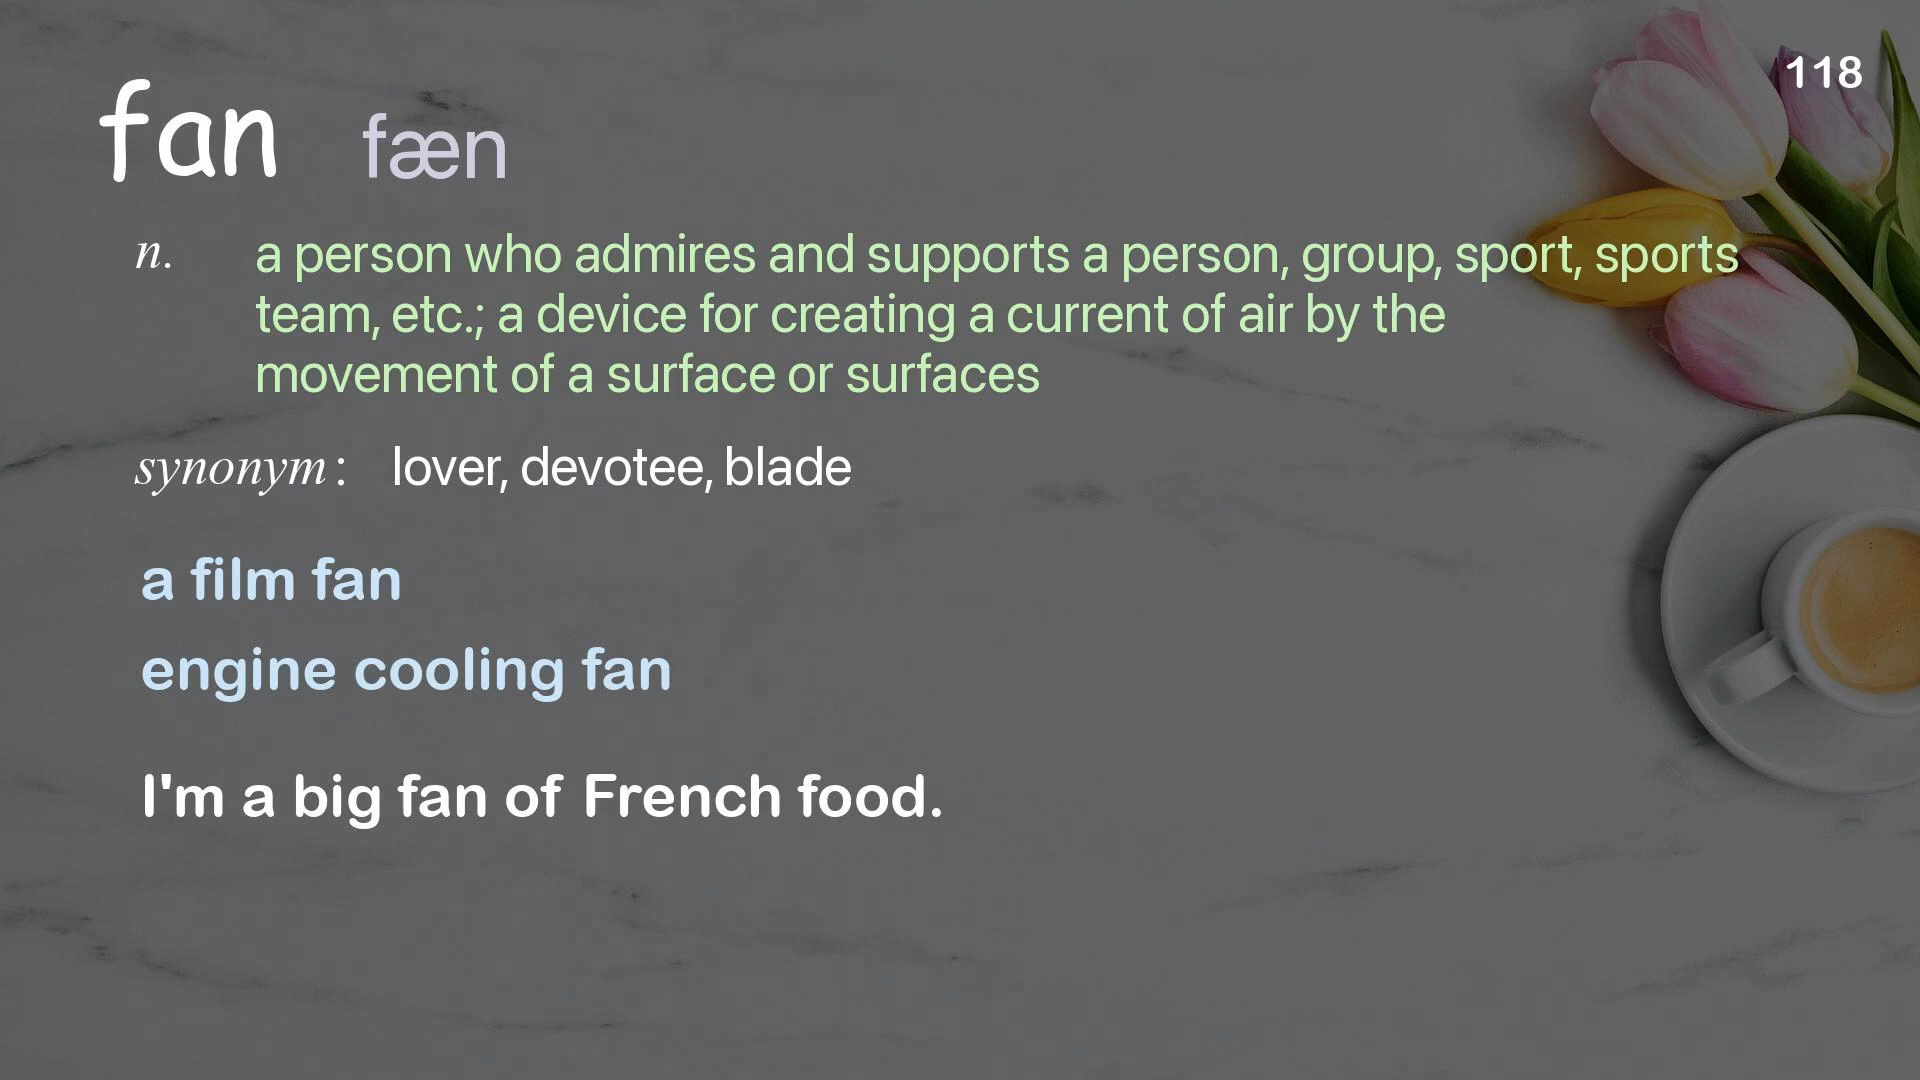 118
fan fæn
n. a person who admires and supports a person, group, sport, sports
team, etc.; a device for creating a current of air by the
movement of a surface or surfaces
synonym: lover, devotee, blade
a film fan
engine cooling fan
I'm a big fan of French food.